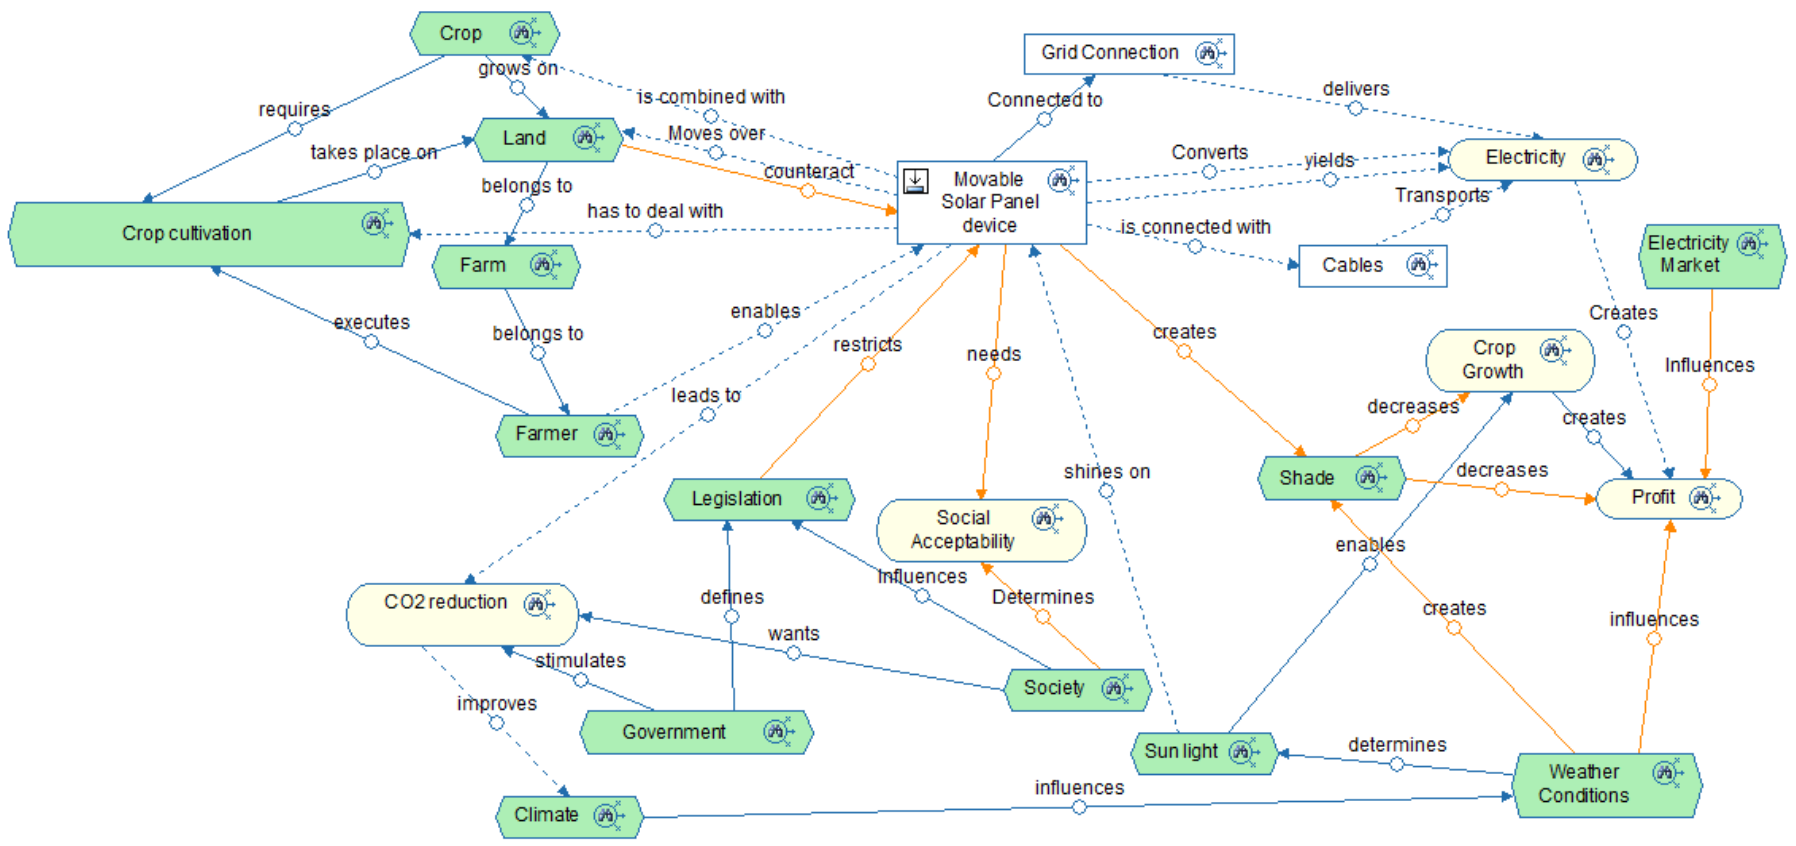 Crop
grows on
Grid Connection
requires
is combined with
Connected to
delivers
Land
Moves over
takes place on
Converts
yields
Electricity
counteract
Movable
Solar Panel
device
belongs to
Transports
has to deal with
is connected with
Crop cultivation
Farm
Cables
Electricity
Market
executes
belongs to
enables
restricts
needs
creates
Creates
Crop
Growth
Influences
leads to
decreases
creates
Farmer
shines on
Shade
decreases
Legislation
Social
Acceptability
Profit
enables
Influences
CO2 reduction
defines
Determines
creates
influences
wants
stimulates
Society
improves
Government
Sun light
determines
Weather
Conditions
influences
Climate